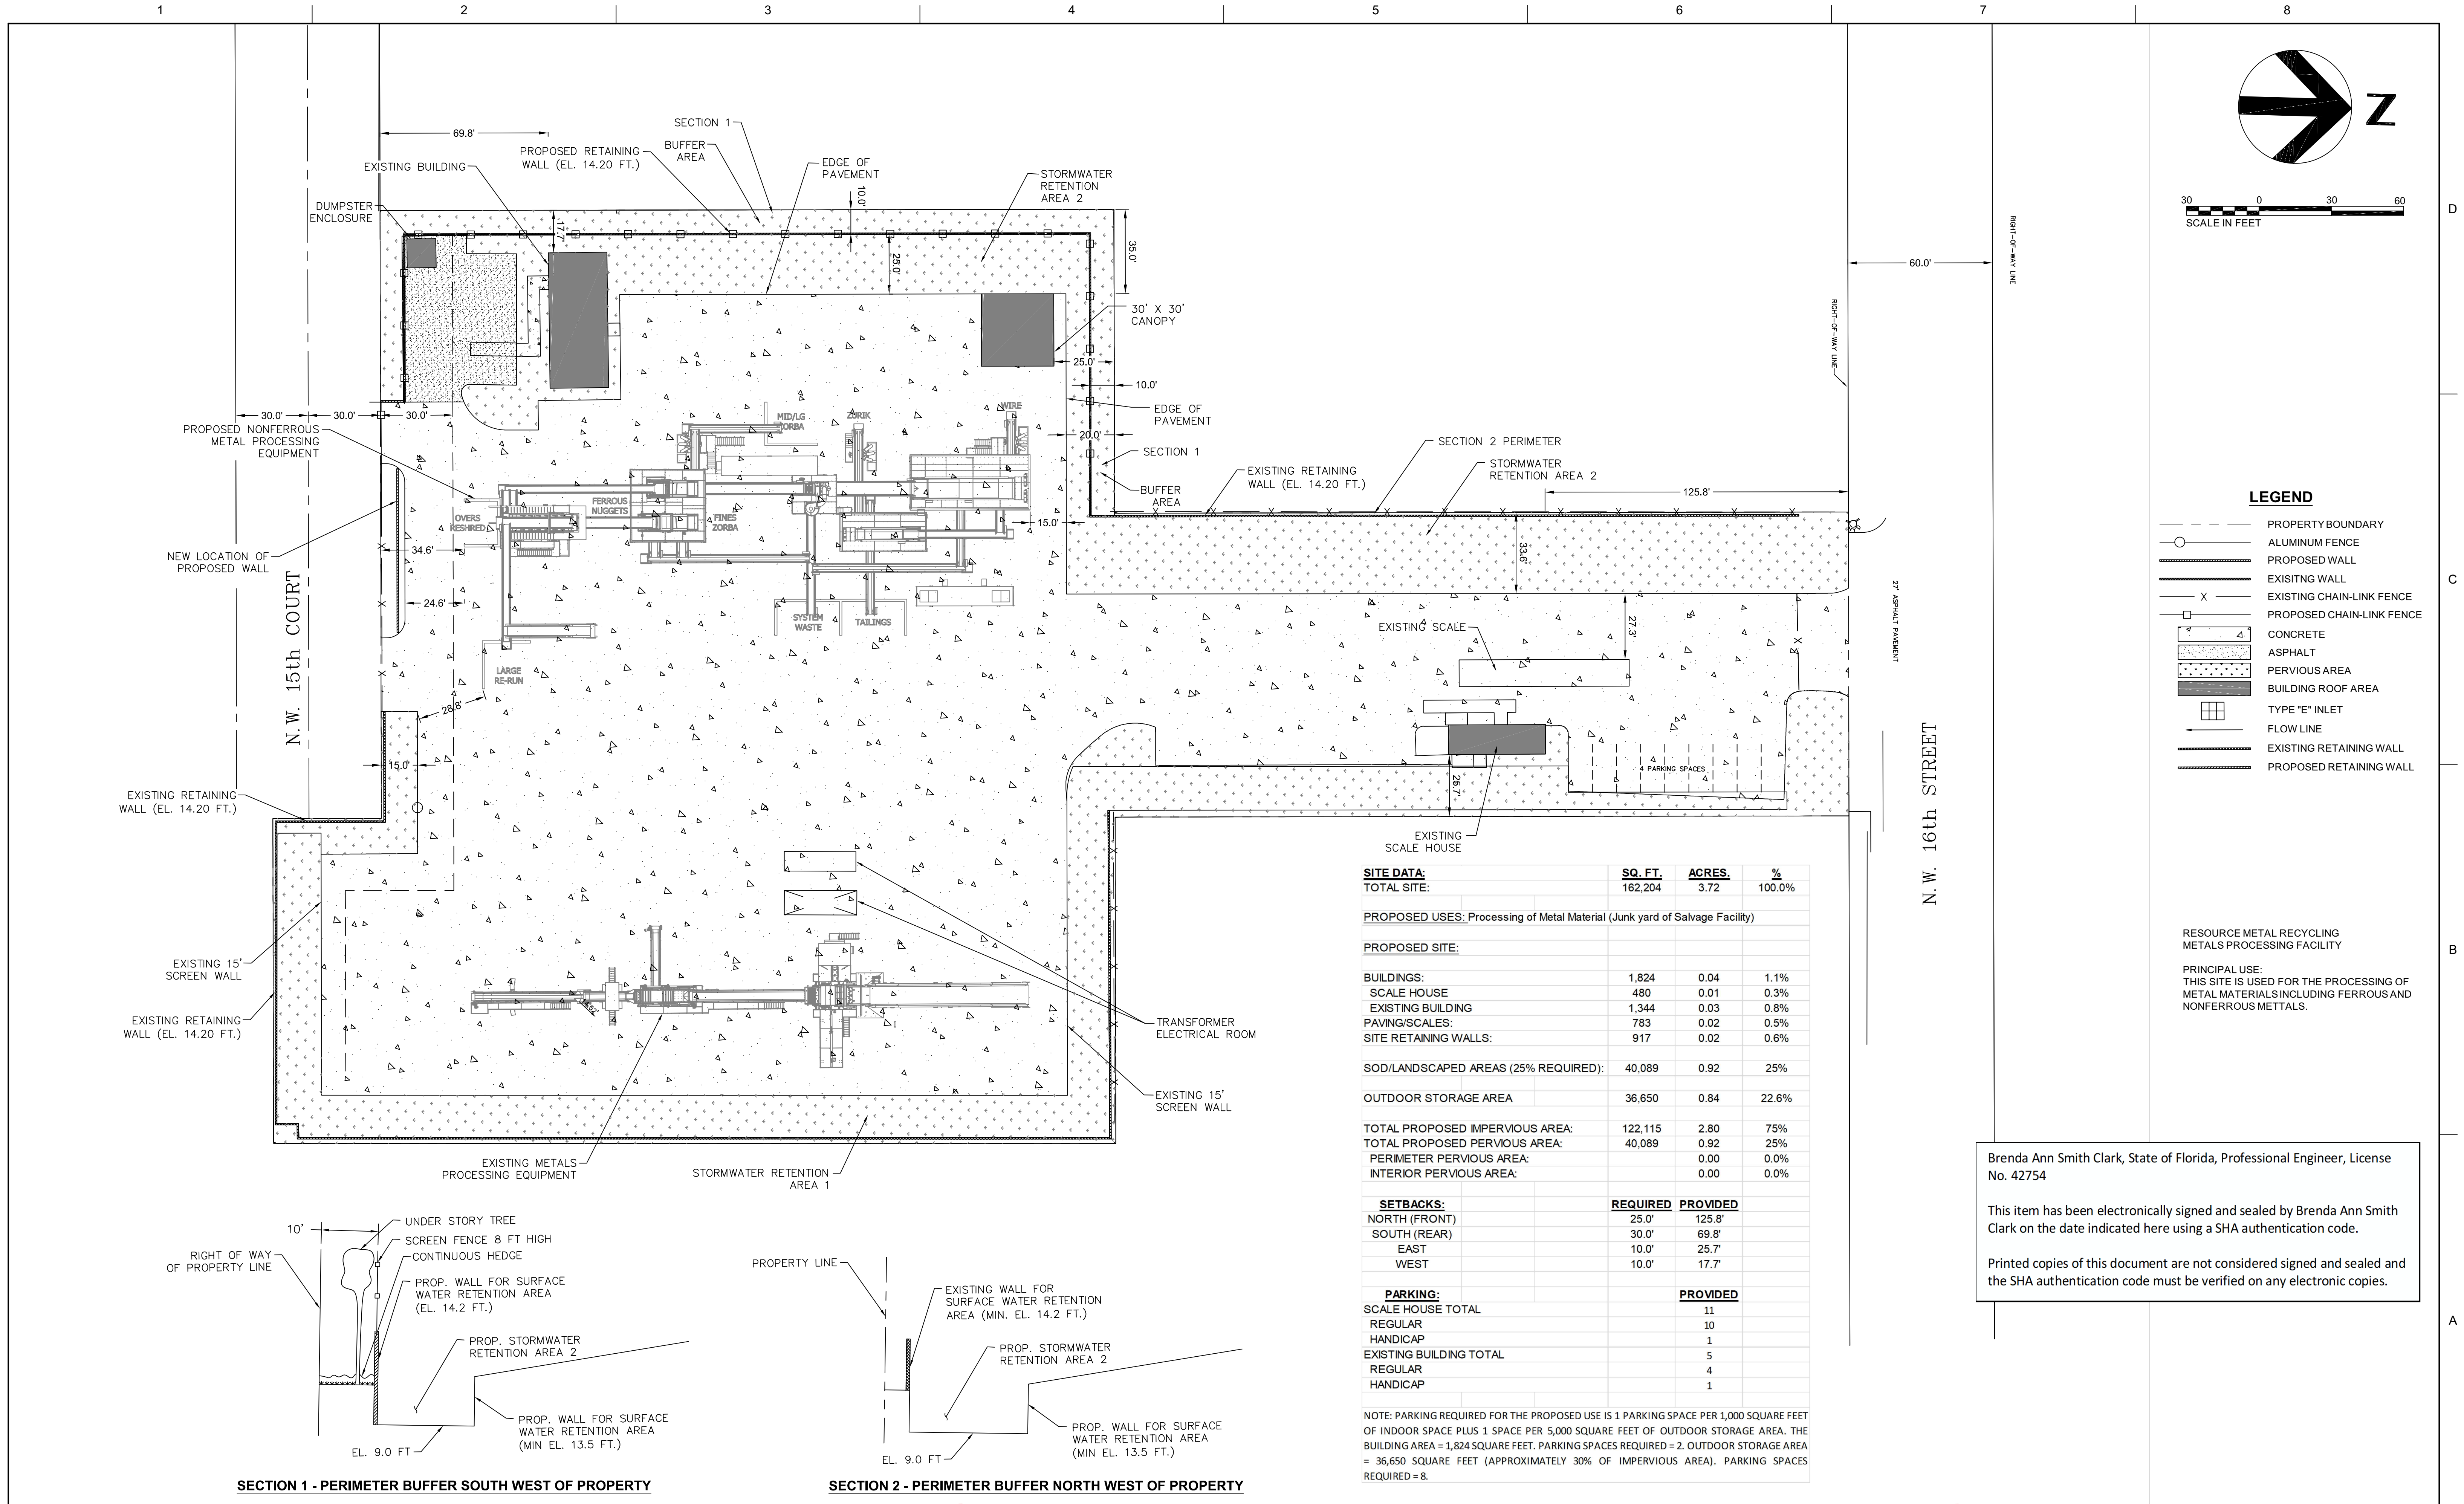 1 2 3 4 5 6 7 8
D
C
B
A
Z
30 0 30 60
SCALE IN FEET
69.8'
SECTION 1
BUFFER
AREA
PROPOSED RETAINING
WALL (EL. 14.20 FT.)
EXISTING BUILDING
DUMPSTER
ENCLOSURE
EDGE OF
PAVEMENT
10.0'
17.7'
25.0'
35.0'
STORMWATER
RETENTION
AREA 2
30' X 30'
CANOPY
25.0'
10.0'
EDGE OF
PAVEMENT
20.0'
SECTION 1
BUFFER
AREA
15.0'
60.0'
RIGHT-OF-WAY LINE
RIGHT-OF-WAY LINE
30.0' 30.0' 30.0'
PROPOSED NONFERROUS
METAL PROCESSING
EQUIPMENT
MID/LG
ZORBA
ZURIK
WIRE
OVERS
RESHRED
FERROUS
NUGGETS
FINES
ZORBA
SYSTEM
WASTE
TAILINGS
LARGE
RE-RUN
NEW LOCATION OF
PROPOSED WALL
34.6'
24.6'
28.8'
15.0'
N.W. 15th COURT
SECTION 2 PERIMETER
EXISTING RETAINING
WALL (EL. 14.20 FT.)
STORMWATER
RETENTION AREA 2
125.8'
33.6'
27.3'
EXISTING SCALE
27' ASPHALT PAVEMENT
4 PARKING SPACES
25.7'
EXISTING
SCALE HOUSE
N.W. 16th STREET
EXISTING RETAINING
WALL (EL. 14.20 FT.)
EXISTING 15'
SCREEN WALL
EXISTING RETAINING
WALL (EL. 14.20 FT.)
TRANSFORMER
ELECTRICAL ROOM
EXISTING 15'
SCREEN WALL
EXISTING METALS
PROCESSING EQUIPMENT
STORMWATER RETENTION
AREA 1
LEGEND
PROPERTY BOUNDARY
ALUMINUM FENCE
PROPOSED WALL
EXISITNG WALL
X EXISTING CHAIN-LINK FENCE
PROPOSED CHAIN-LINK FENCE
CONCRETE
ASPHALT
PERVIOUS AREA
BUILDING ROOF AREA
TYPE "E" INLET
FLOW LINE
EXISTING RETAINING WALL
PROPOSED RETAINING WALL
RESOURCE METAL RECYCLING
METALS PROCESSING FACILITY
PRINCIPAL USE:
THIS SITE IS USED FOR THE PROCESSING OF
METAL MATERIALS INCLUDING FERROUS AND
NONFERROUS METTALS.
SITE DATA: SQ. FT. ACRES. %
TOTAL SITE: 162,204 3.72 100.0%
PROPOSED USES: Processing of Metal Material (Junk yard of Salvage Facility)
PROPOSED SITE:
BUILDINGS: 1,824 0.04 1.1%
SCALE HOUSE 480 0.01 0.3%
EXISTING BUILDING 1,344 0.03 0.8%
PAVING/SCALES: 783 0.02 0.5%
SITE RETAINING WALLS: 917 0.02 0.6%
SOD/LANDSCAPED AREAS (25% REQUIRED): 40,089 0.92 25%
OUTDOOR STORAGE AREA 36,650 0.84 22.6%
TOTAL PROPOSED IMPERVIOUS AREA: 122,115 2.80 75%
TOTAL PROPOSED PERVIOUS AREA: 40,089 0.92 25%
PERIMETER PERVIOUS AREA: 0.00 0.0%
INTERIOR PERVIOUS AREA: 0.00 0.0%
SETBACKS: REQUIRED PROVIDED
NORTH (FRONT) 25.0' 125.8'
SOUTH (REAR) 30.0' 69.8'
EAST 10.0' 25.7'
WEST 10.0' 17.7'
PARKING: PROVIDED
SCALE HOUSE TOTAL 11
REGULAR 10
HANDICAP 1
EXISTING BUILDING TOTAL 5
REGULAR 4
HANDICAP 1
NOTE: PARKING REQUIRED FOR THE PROPOSED USE IS 1 PARKING SPACE PER 1,000 SQUARE FEET
OF INDOOR SPACE PLUS 1 SPACE PER 5,000 SQUARE FEET OF OUTDOOR STORAGE AREA. THE
BUILDING AREA = 1,824 SQUARE FEET. PARKING SPACES REQUIRED = 2. OUTDOOR STORAGE AREA
= 36,650 SQUARE FEET (APPROXIMATELY 30% OF IMPERVIOUS AREA). PARKING SPACES
REQUIRED = 8.
Brenda Ann Smith Clark, State of Florida, Professional Engineer, License
No. 42754
This item has been electronically signed and sealed by Brenda Ann Smith
Clark on the date indicated here using a SHA authentication code.
Printed copies of this document are not considered signed and sealed and
the SHA authentication code must be verified on any electronic copies.
10'
UNDER STORY TREE
SCREEN FENCE 8 FT HIGH
CONTINUOUS HEDGE
RIGHT OF WAY
OF PROPERTY LINE
PROP. WALL FOR SURFACE
WATER RETENTION AREA
(EL. 14.2 FT.)
PROP. STORMWATER
RETENTION AREA 2
PROP. WALL FOR SURFACE
WATER RETENTION AREA
(MIN EL. 13.5 FT.)
EL. 9.0 FT
SECTION 1 - PERIMETER BUFFER SOUTH WEST OF PROPERTY
PROPERTY LINE
EXISTING WALL FOR
SURFACE WATER RETENTION
AREA (MIN. EL. 14.2 FT.)
PROP. STORMWATER
RETENTION AREA 2
PROP. WALL FOR SURFACE
WATER RETENTION AREA
(MIN EL. 13.5 FT.)
EL. 9.0 FT
SECTION 2 - PERIMETER BUFFER NORTH WEST OF PROPERTY